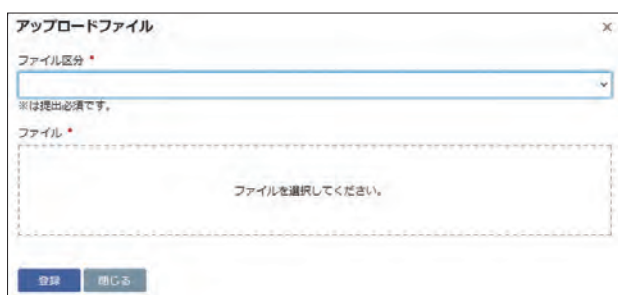 アップロードファイル ×
ファイル区分 *
※は提出必須です。
ファイル *
ファイルを選択してください。
登録 閉じる